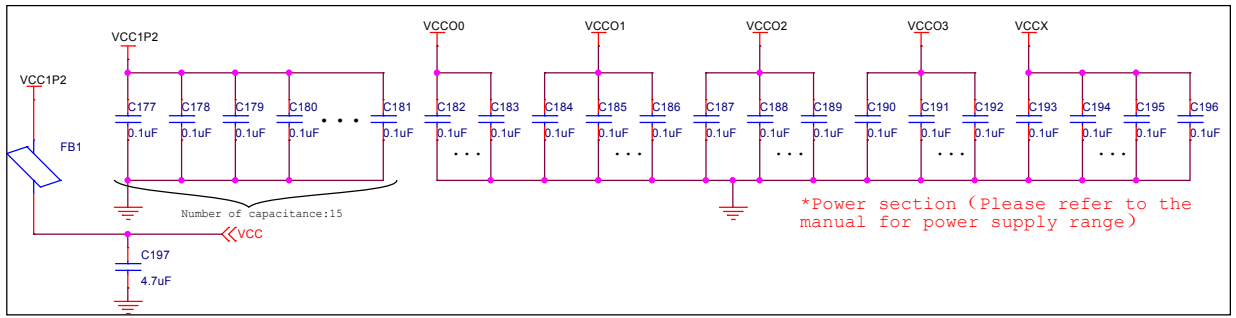 VCCO0 VCCO1 VCCO2 VCCO3 VCCX
VCC1P2
VCC1P2
C177 C178 C179 C180 C181 C182 C183 C184 C185 C186 C187 C188 C189 C190 C191 C192 C193 C194 C195 C196
0.1uF 0.1uF 0.1uF 0.1uF 0.1uF 0.1uF 0.1uF 0.1uF 0.1uF 0.1uF 0.1uF 0.1uF 0.1uF 0.1uF 0.1uF 0.1uF 0.1uF 0.1uF 0.1uF 0.1uF
FB1
Number of capacitance:15
*Power section (Please refer to the
manual for power supply range)
VCC
C197
4.7uF